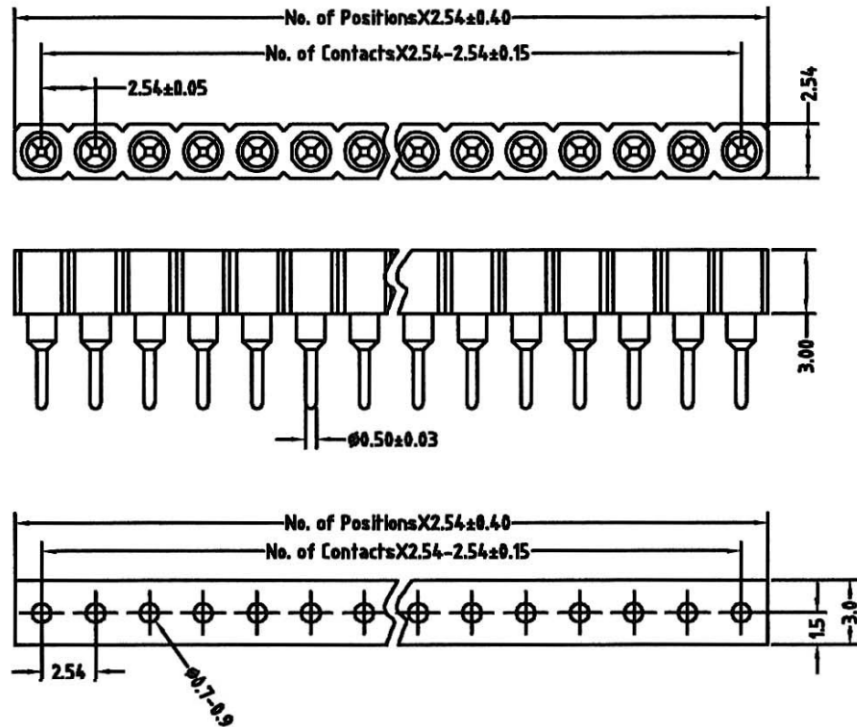 No. of PositionsX2.54±0.40
No. of ContactsX2.54-2.54±0.15
2.54±0.05
2.54
3.00
ø0.50±0.03
No. of PositionsX2.54±0.40
No. of ContactsX2.54-2.54±0.15
1.5
3.0
2.54
ø0.7-0.9